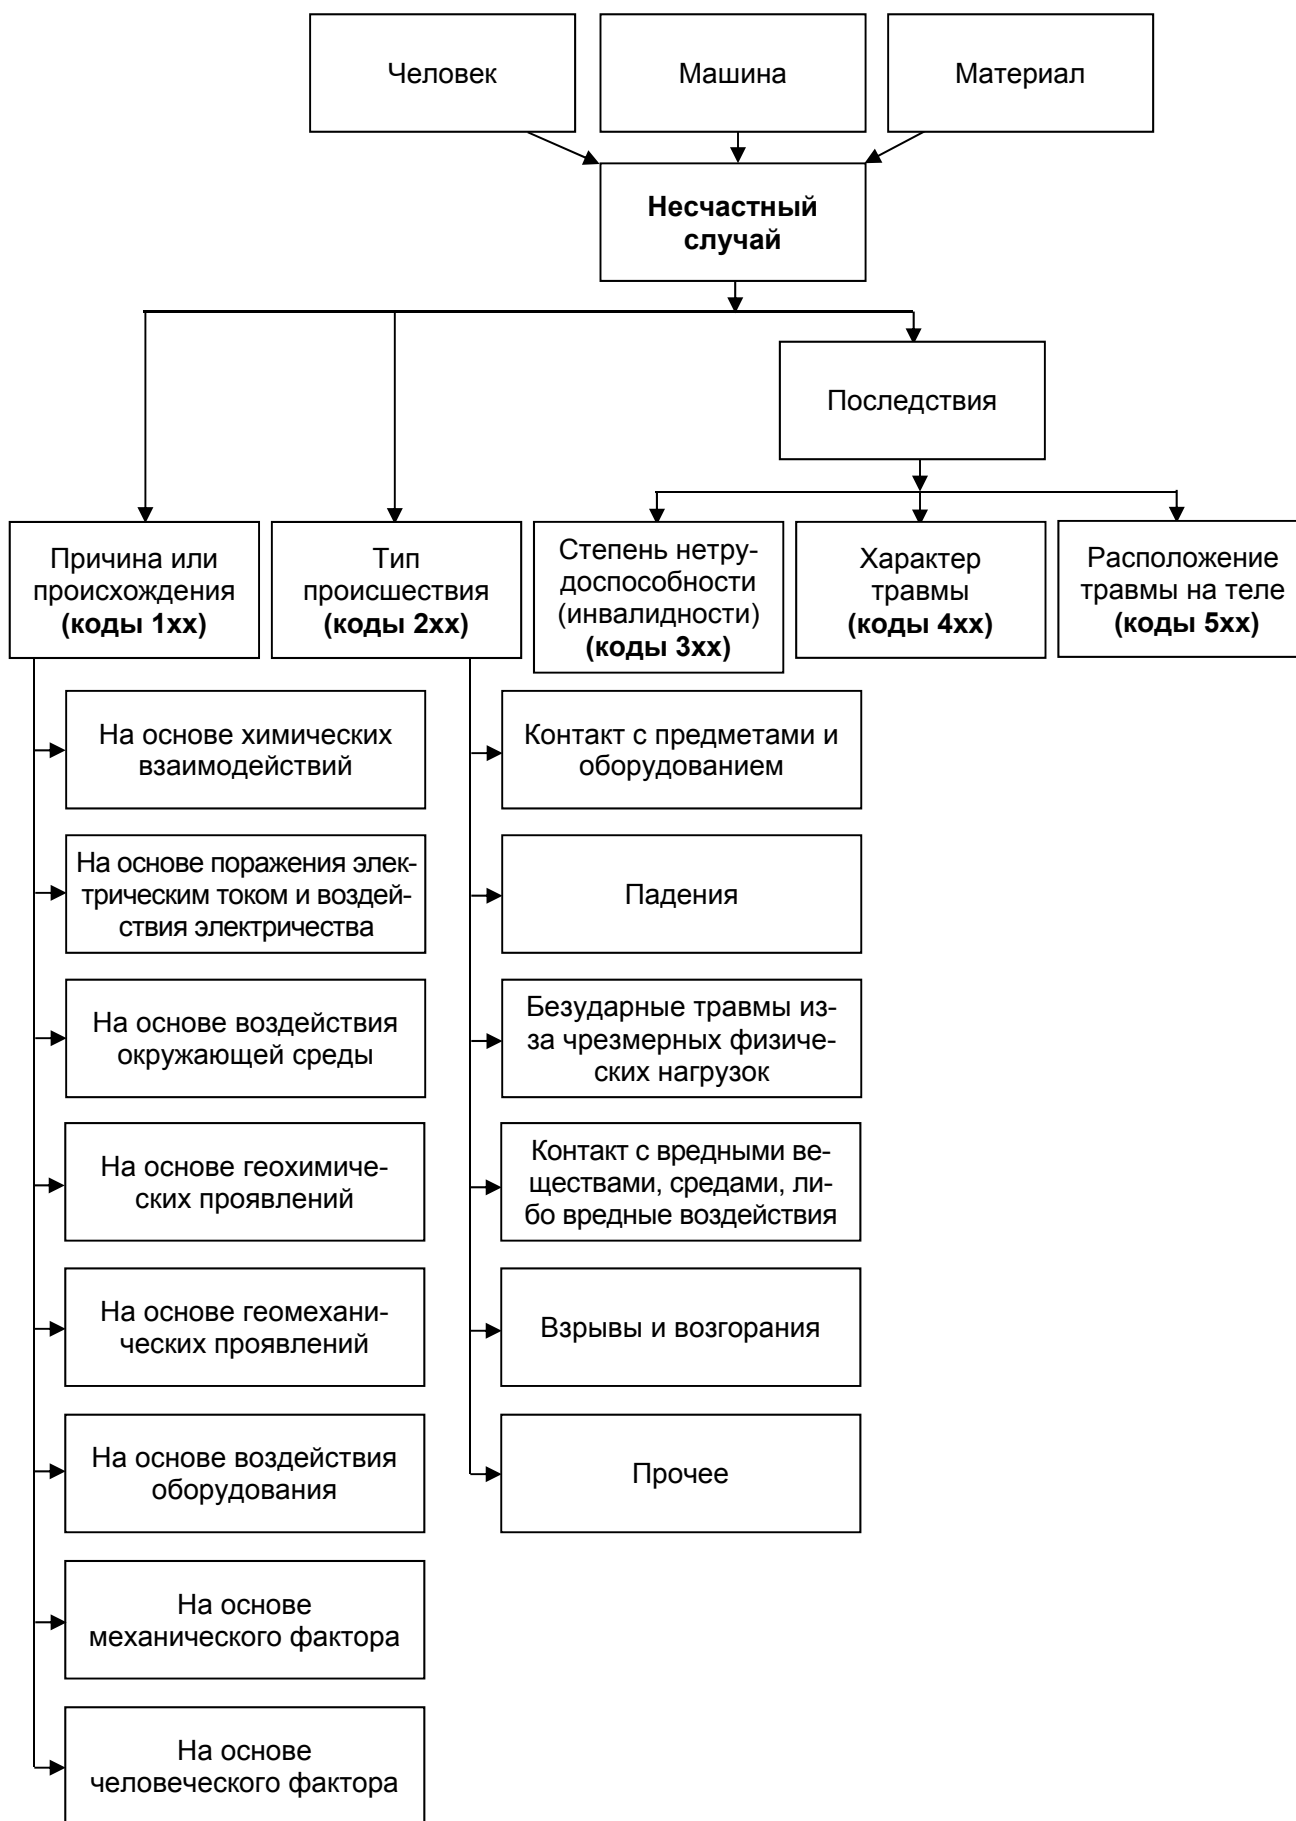 Человек
Машина
Материал
Несчастный
случай
Последствия
Причина или
происхождения
(коды 1хх)
Тип
происшествия
(коды 2хх)
Степень нетру-
доспособности
(инвалидности)
(коды 3хх)
Характер
травмы
(коды 4хх)
Расположение
травмы на теле
(коды 5хх)
На основе химических
взаимодействий
На основе поражения элек-
трическим током и воздей-
ствия электричества
На основе воздействия
окружающей среды
На основе геохимиче-
ских проявлений
На основе геомехани-
ческих проявлений
На основе воздействия
оборудования
На основе
механического фактора
На основе
человеческого фактора
Контакт с предметами и
оборудованием
Падения
Безударные травмы из-
за чрезмерных физиче-
ских нагрузок
Контакт с вредными ве-
ществами, средами, ли-
бо вредные воздействия
Взрывы и возгорания
Прочее